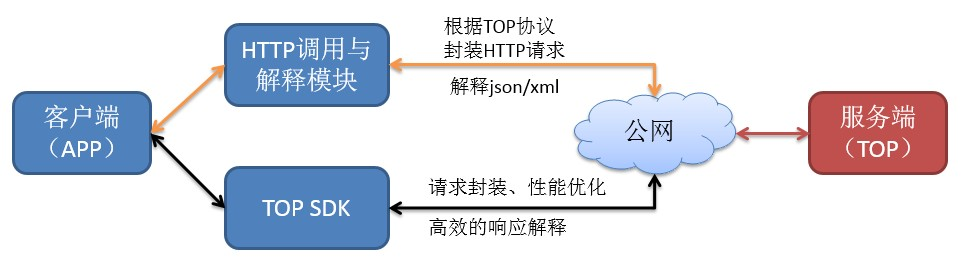 HTTP调用与
解释模块
根据TOP协议
封装HTTP请求
解释json/xml
客户端
（APP）
公网
服务端
（TOP）
TOP SDK
请求封装、性能优化
高效的响应解释